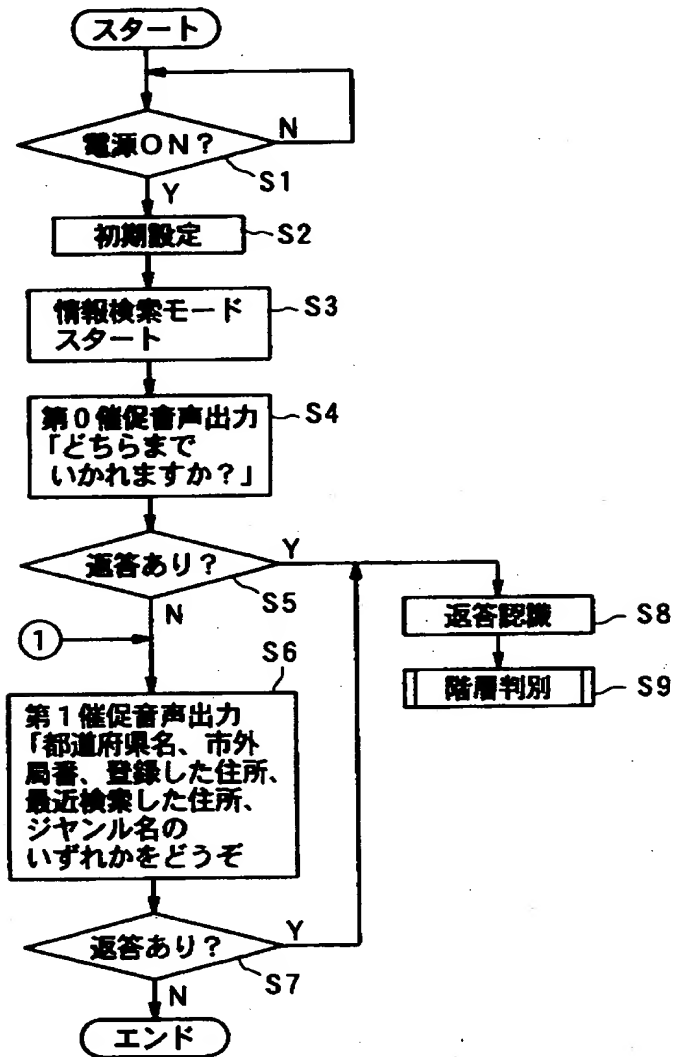 スタート
電源ON?
N
S1
Y
初期設定
S2
情報検索モード
スタート
S3
第0催促音声出力
「どちらまで
いかれますか?」
S4
返答あり?
Y
S5
N
返答認識
S8
1
階層判別
S9
S6
第1催促音声出力
「都道府県名、市外
局番、登録した住所、
最近検索した住所、
ジヤンル名の
いずれかをどうぞ
返答あり?
Y
S7
N
エンド